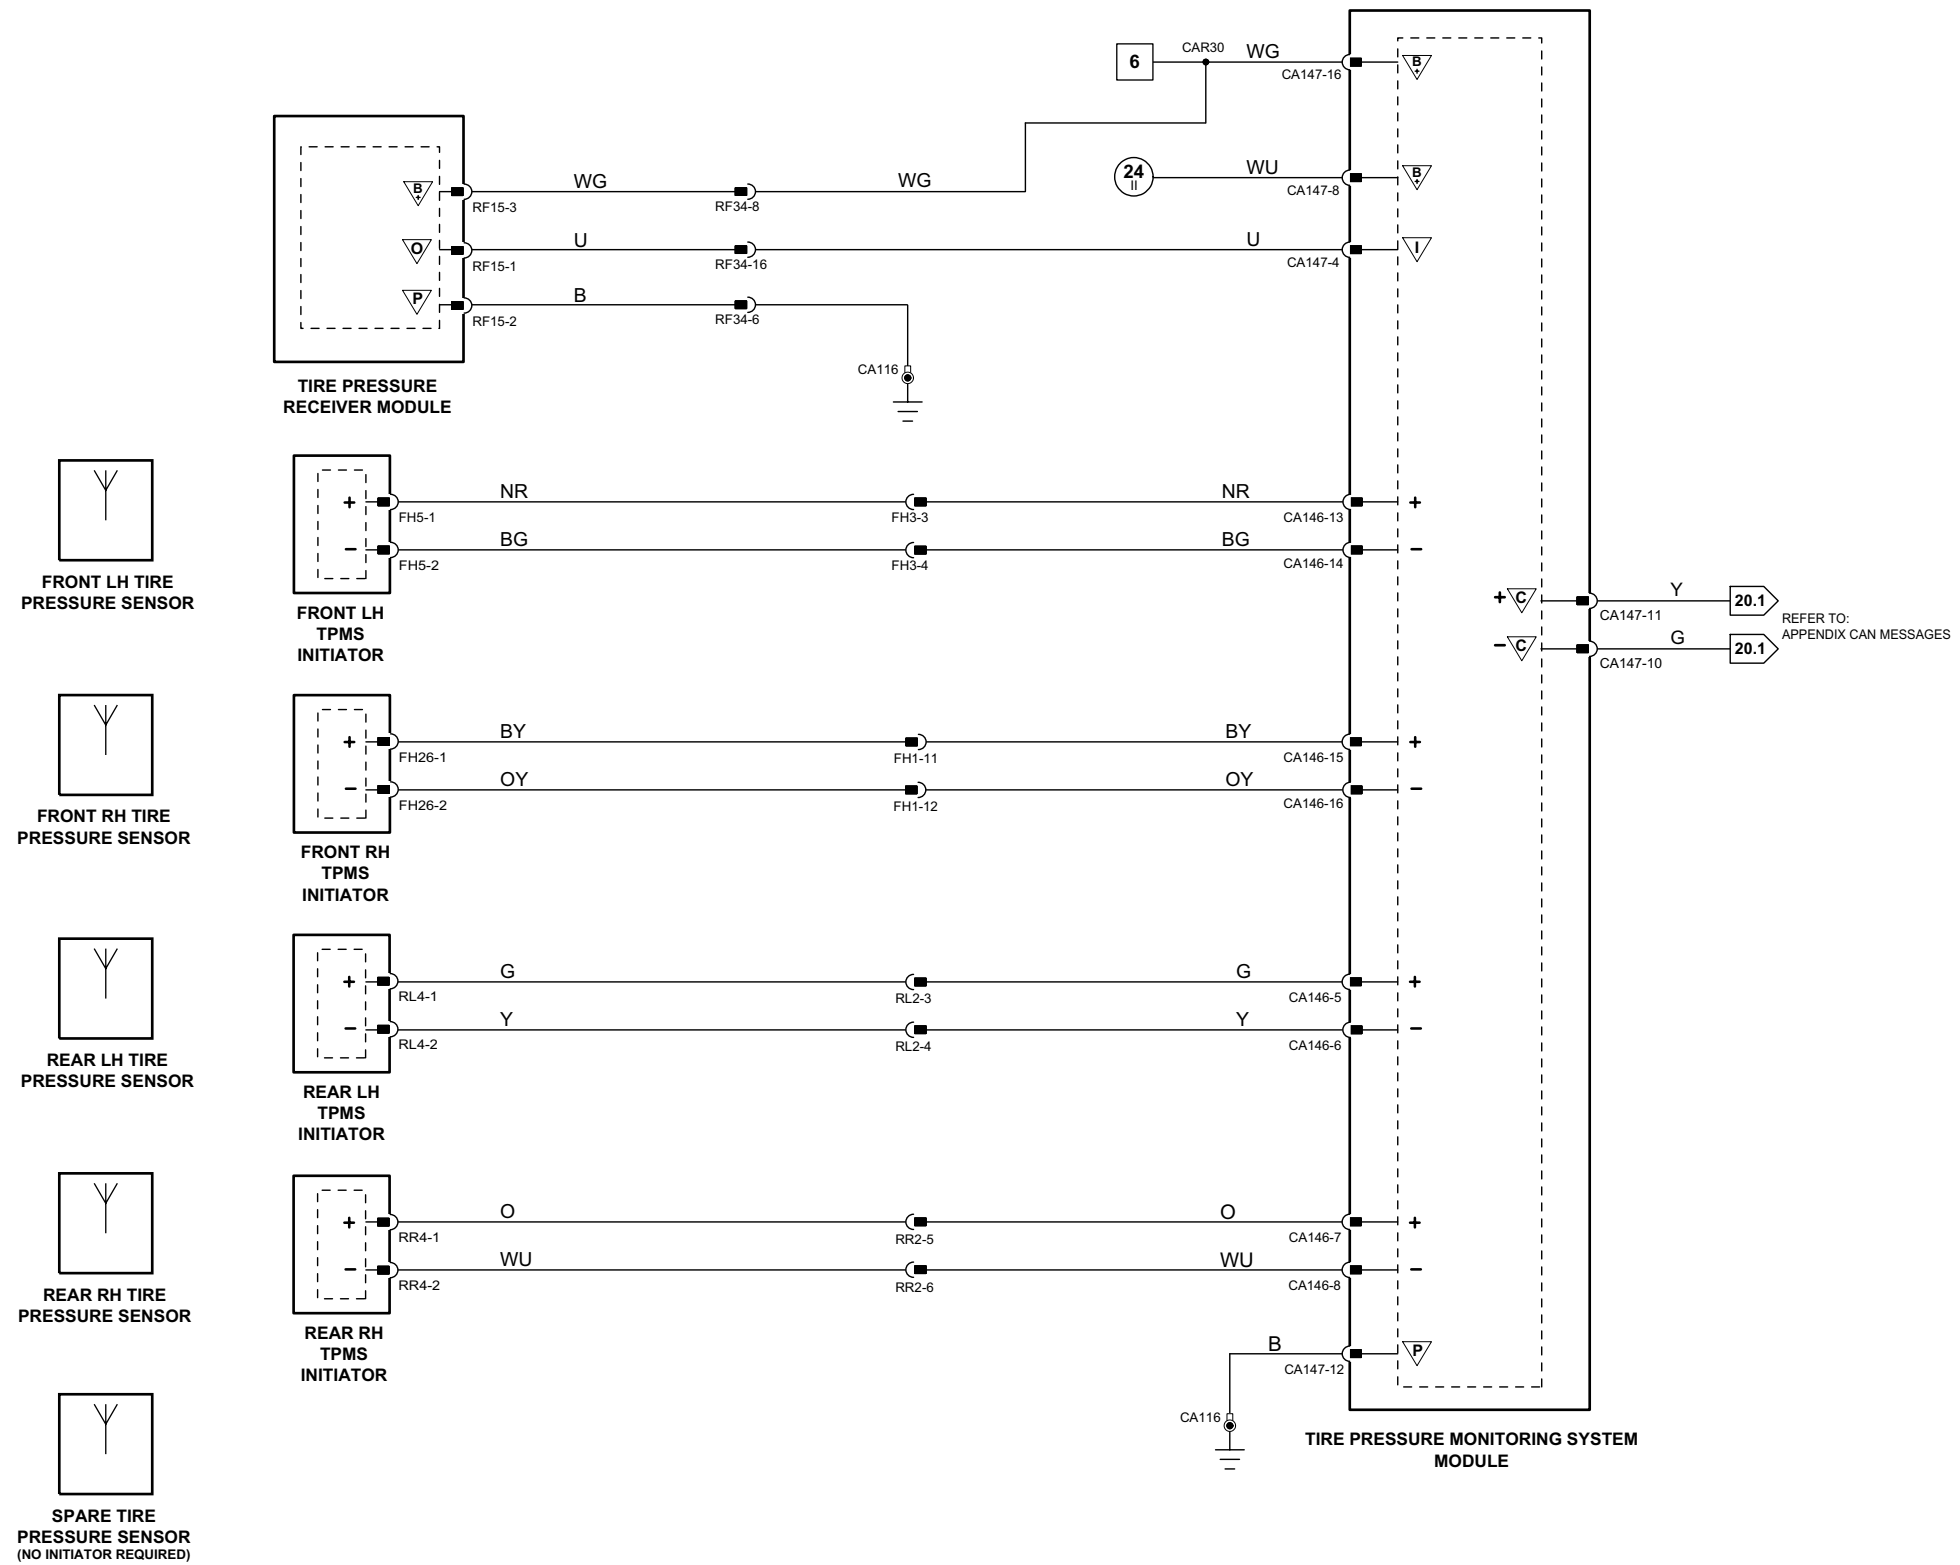 6
CAR30
WG
CA147-16
B
+
24
II
WU
CA147-8
B
+
B
+
WG
WG
RF15-3
RF34-8
O
U
U
RF15-1
RF34-16
CA147-4
I
P
B
RF15-2
RF34-6
CA116
TIRE PRESSURE
RECEIVER MODULE
FRONT LH TIRE
PRESSURE SENSOR
+
NR
NR
+
FH5-1
FH3-3
CA146-13
–
BG
BG
–
FH5-2
FH3-4
CA146-14
FRONT LH
TPMS
INITIATOR
+ C
Y
20.1
CA147-11
REFER TO:
APPENDIX CAN MESSAGES
– C
G
20.1
CA147-10
FRONT RH TIRE
PRESSURE SENSOR
+
BY
BY
+
FH26-1
FH1-11
CA146-15
–
OY
OY
–
FH26-2
FH1-12
CA146-16
FRONT RH
TPMS
INITIATOR
REAR LH TIRE
PRESSURE SENSOR
+
G
G
+
RL4-1
RL2-3
CA146-5
–
Y
Y
–
RL4-2
RL2-4
CA146-6
REAR LH
TPMS
INITIATOR
REAR RH TIRE
PRESSURE SENSOR
+
O
O
+
RR4-1
RR2-5
CA146-7
–
WU
WU
–
RR4-2
RR2-6
CA146-8
REAR RH
TPMS
INITIATOR
B
P
CA147-12
CA116
TIRE PRESSURE MONITORING SYSTEM
MODULE
SPARE TIRE
PRESSURE SENSOR
(NO INITIATOR REQUIRED)